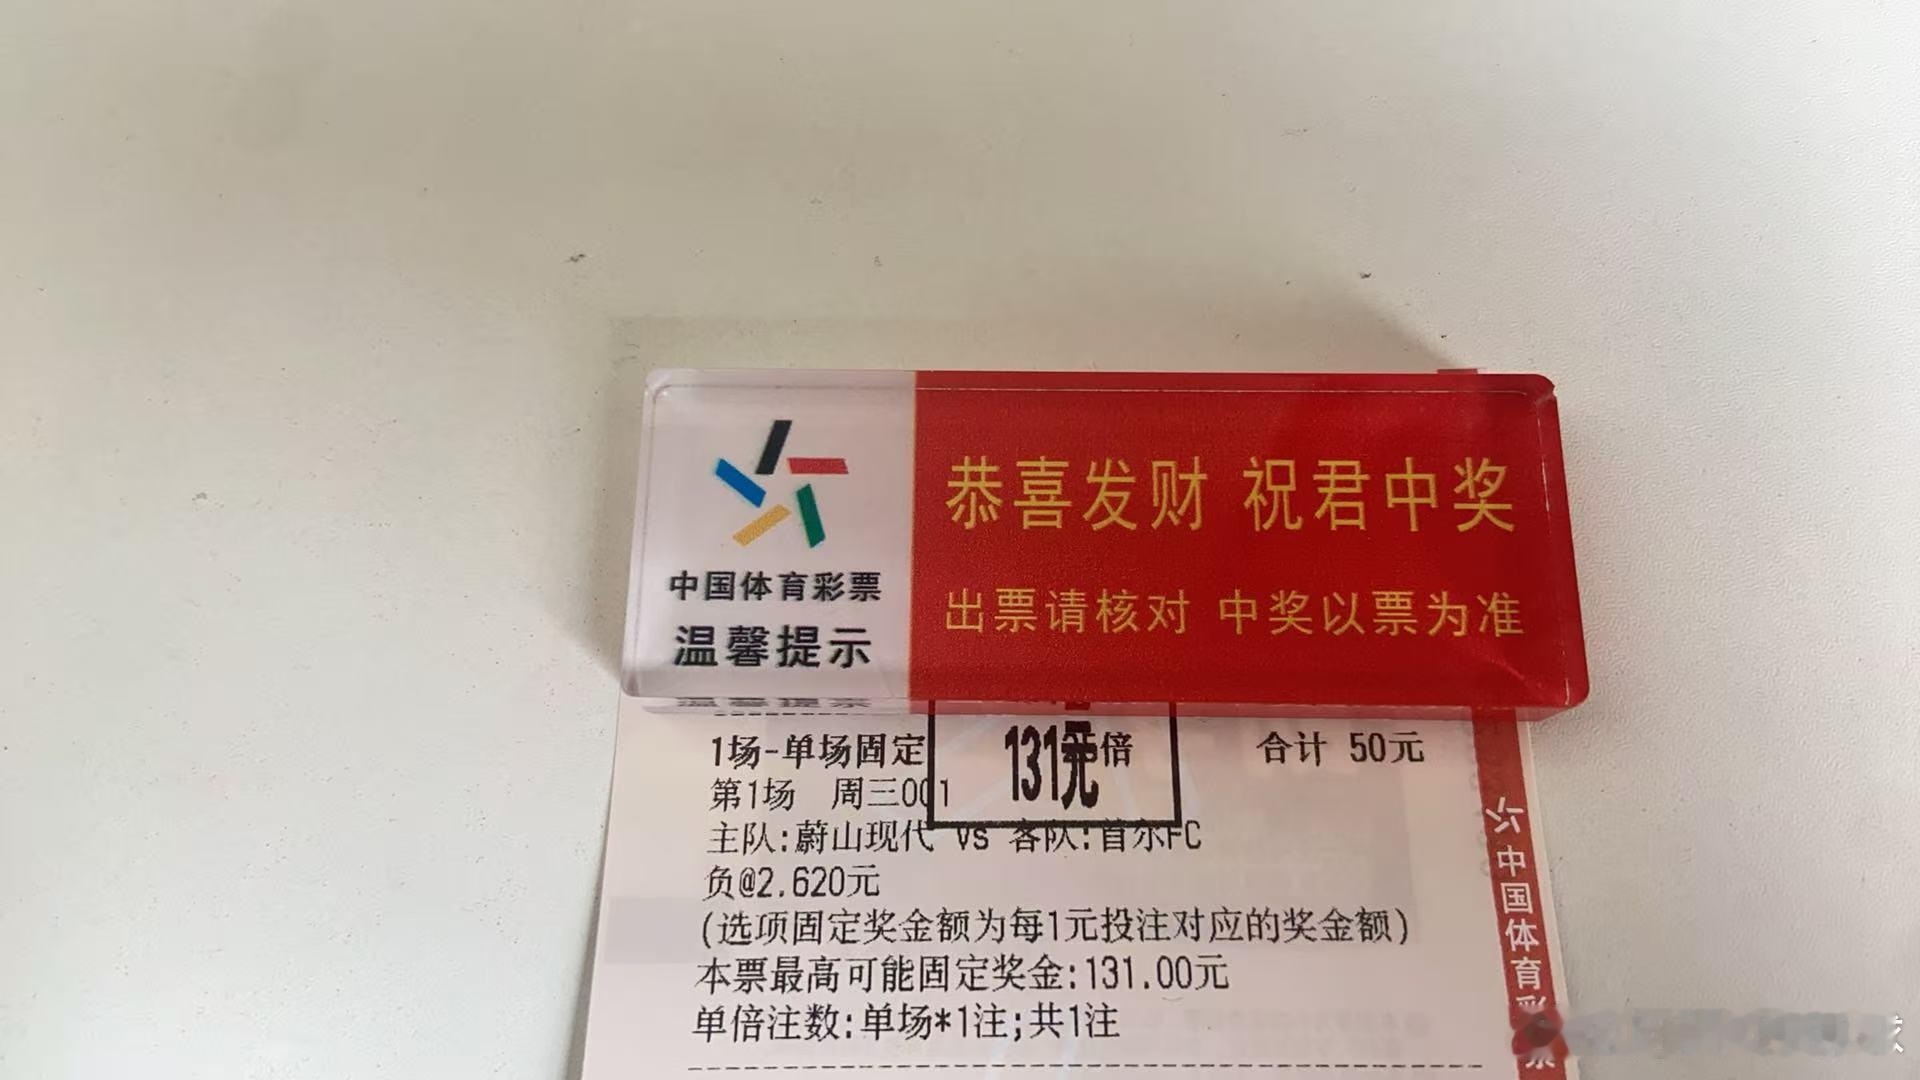 中国体育彩票
温馨提示
恭喜发财 祝君中奖
出票请核对 中奖以票为准
1场-单场固定
131元
倍
合计 50元
第1场 周三001
主队:蔚山现代 Vs 客队:首尔FC
负@2.620元
(选项固定奖金额为每1元投注对应的奖金额)
本票最高可能固定奖金:131.00元
单倍注数:单场*1注;共1注
中国体育彩票